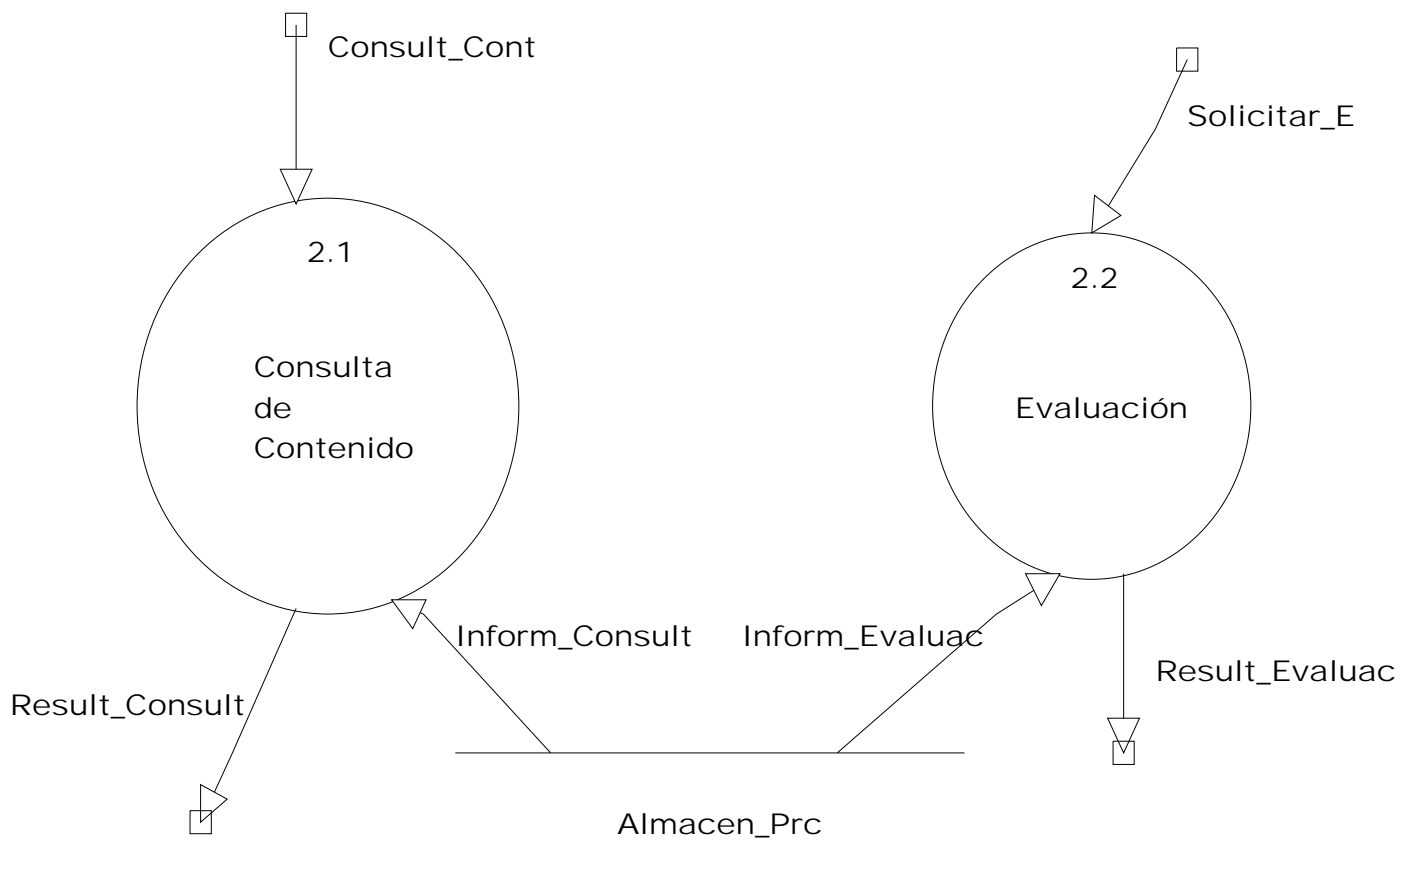 Consult_Cont
Solicitar_E
2.1
2.2
Consulta
de
Contenido
Evaluación
Inform_Consult
Inform_Evaluac
Result_Evaluac
Result_Consult
Almacen_Prc